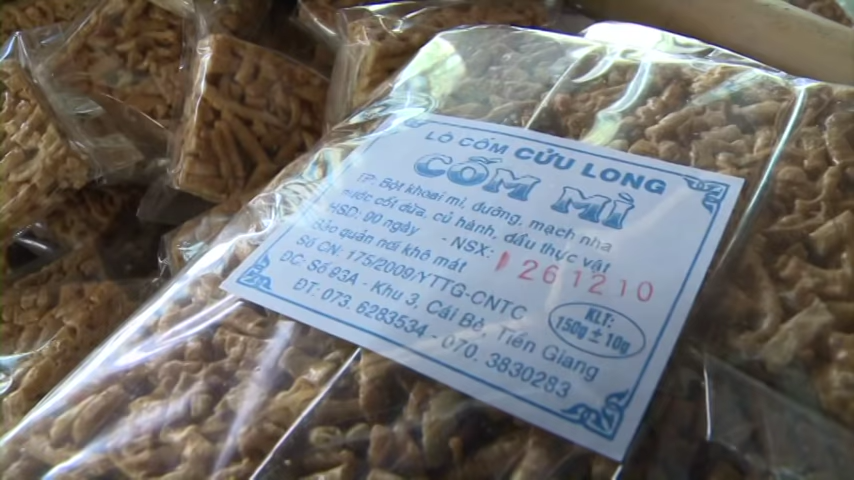 LÒ CỐM CỬU LONG
CỐM MÌ
TP: Bột khoai mì, đường, mạch nha
nước cốt dừa, củ hành, dầu thực vật
HSD: 90 ngày - NSX: 261210
Bảo quản nơi khô mát
Số CN: 175/2009/YTTG-CNTC
ĐC: Số 93A - Khu 3, Cái Bè, Tiền Giang
ĐT: 073. 6283534 - 070. 3830283
KLT:
150g ± 10g